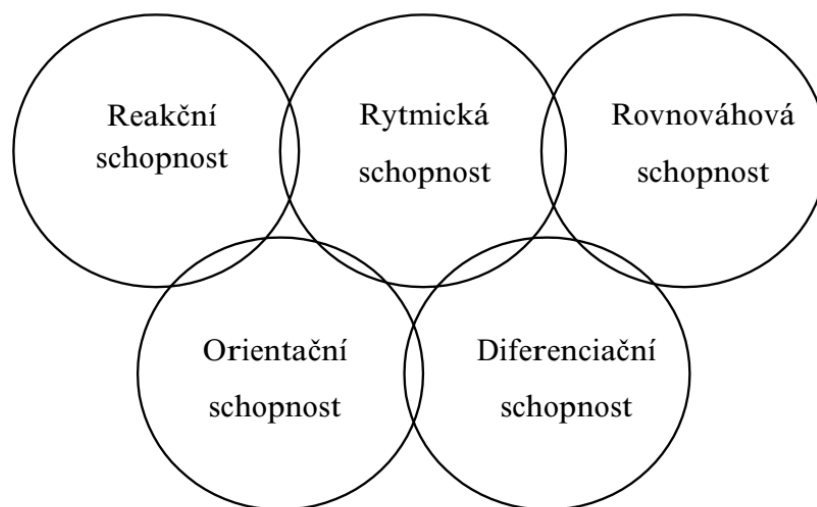 Reakční
schopnost
Rytmická
schopnost
Rovnováhová
schopnost
Orientační
schopnost
Diferenciační
schopnost